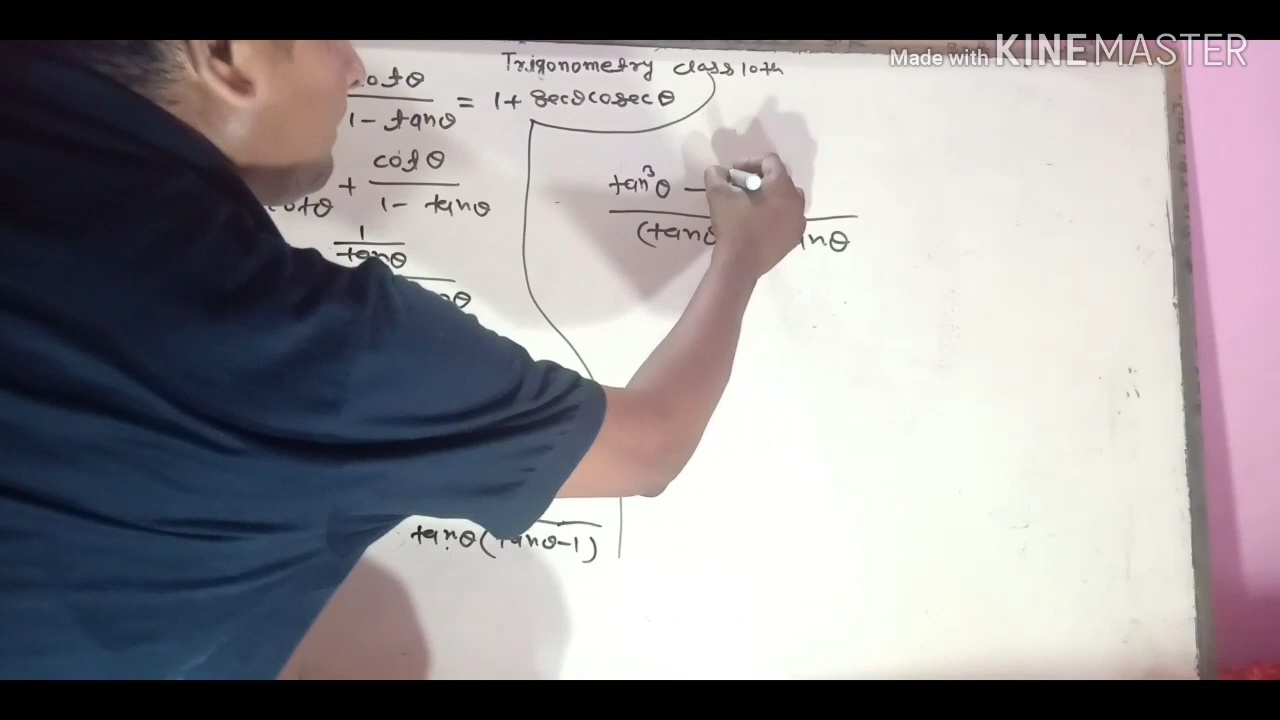 Made with KINEMASTER
Trigonometry class 10th
cotθ
1 - tanθ = 1 + secθcosecθ
+ cotθ
cotθ 1 - tanθ
1
tanθ
tan³θ -
(tanθ tanθ
tanθ(tanθ-1)